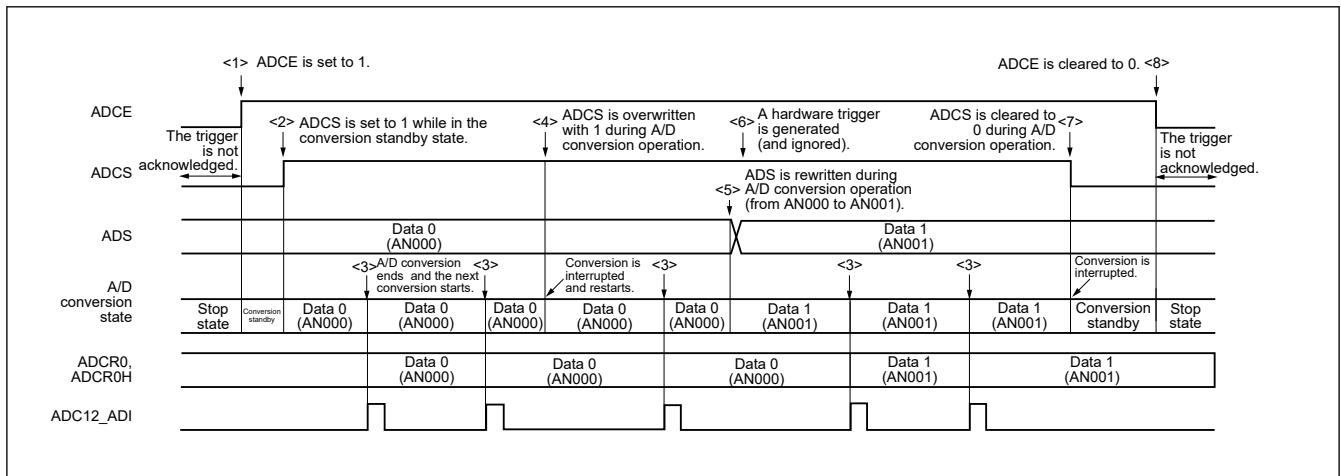 <1> ADCE is set to 1.
ADCE is cleared to 0. <8>
ADCE
The trigger
is not
acknowledged.
<2> ADCS is set to 1 while in the
conversion standby state.
<4> ADCS is overwritten
with 1 during A/D
conversion operation.
<6> A hardware trigger
is generated
(and ignored).
ADCS is cleared to <7>
0 during A/D
conversion operation.
The trigger
is not
acknowledged.
ADCS
<5> ADS is rewritten during
A/D conversion operation
(from AN000 to AN001).
ADS
Data 0
(AN000)
Data 1
(AN001)
<3> A/D conversion
ends and the next
conversion starts.
<3>
Conversion is
interrupted
and restarts.
<3>
<3>
<3>
Conversion is
interrupted.
A/D
conversion
state
Stop
state
Conversion
standby
Data 0
(AN000)
Data 0
(AN000)
Data 0
(AN000)
Data 0
(AN000)
Data 0
(AN000)
Data 1
(AN001)
Data 1
(AN001)
Data 1
(AN001)
Conversion
standby
Stop
state
ADCR0,
ADCR0H
Data 0
(AN000)
Data 0
(AN000)
Data 0
(AN000)
Data 1
(AN001)
Data 1
(AN001)
ADC12_ADI